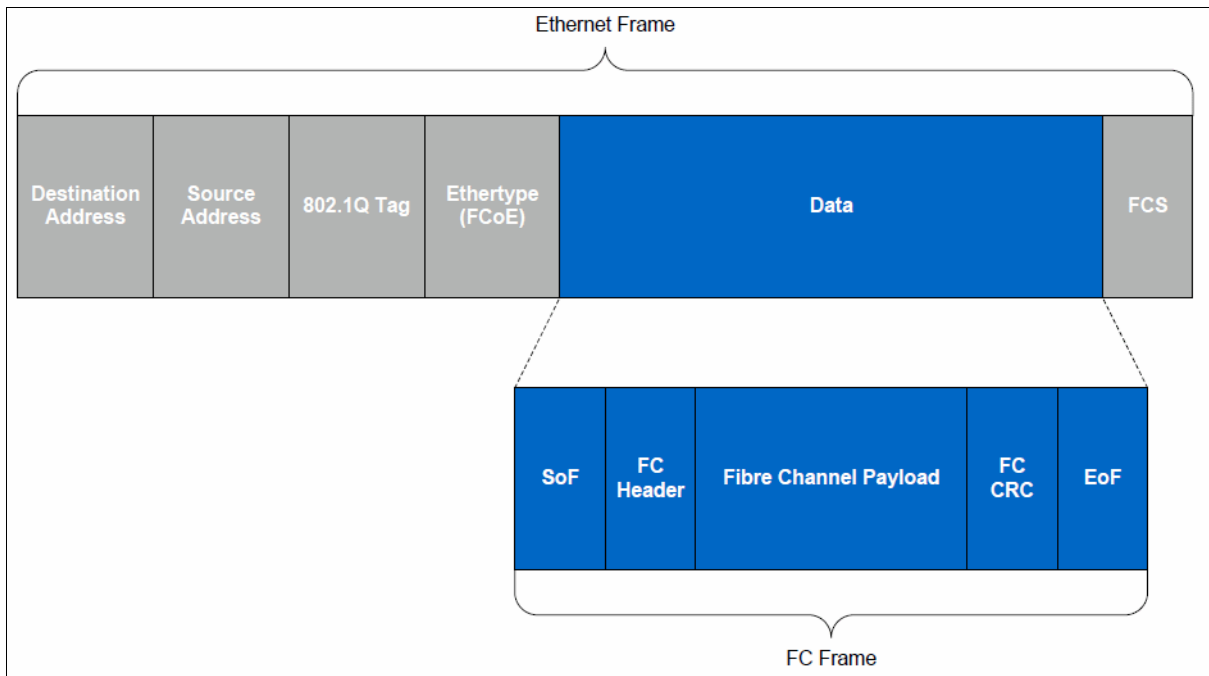 Ethernet Frame
Destination
Address
Source
Address
802.1Q Tag
Ethertype
(FCoE)
Data
FCS
SoF
FC
Header
Fibre Channel Payload
FC
CRC
EoF
FC Frame